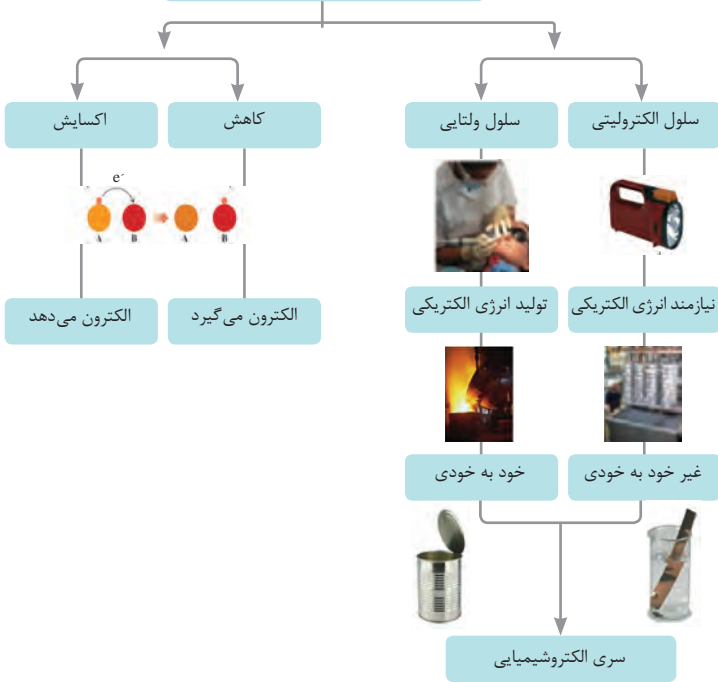 سلول الکترولیتی
سلول ولتایی
کاهش
اکسایش
e⁻
A B A B
نیازمند انرژی الکتریکی
تولید انرژی الکتریکی
الکترون می‌گیرد
الکترون می‌دهد
غیر خود به خودی
خود به خودی
سری الکتروشیمیایی